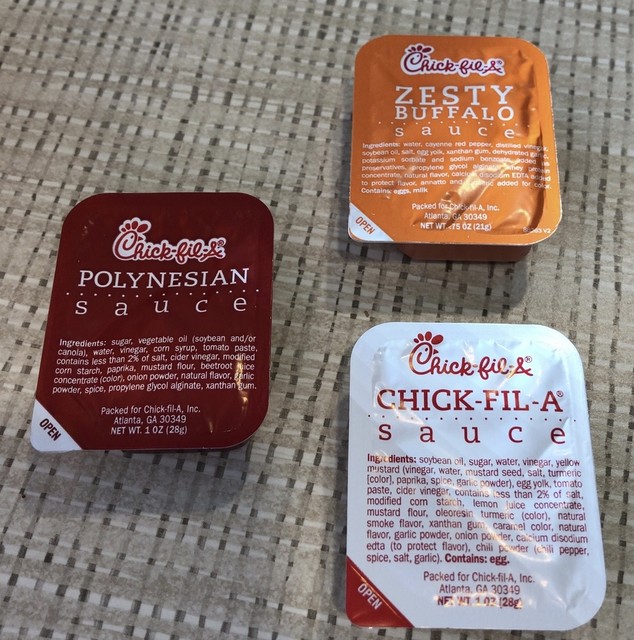 Chick-fil-A®
ZESTY
BUFFALO
sauce
Ingredients: water, cayenne red pepper, distilled vinegar,
soybean oil, salt, egg yolk, xanthan gum, dehydrated garlic,
potassium sorbate and sodium benzoate added as
preservatives, propylene glycol alginate, whey protein
concentrate, natural flavor, calcium disodium EDTA added
to protect flavor, annatto and added for color.
Contains: eggs, milk
Packed for Chick-fil-A, Inc.
Atlanta, GA 30349
NET WT .75 OZ (21g)
OPEN
Chick-fil-A®
POLYNESIAN
sauce
Ingredients: sugar, vegetable oil (soybean and/or
canola), water, vinegar, corn syrup, tomato paste,
contains less than 2% of salt, cider vinegar, modified
corn starch, paprika, mustard flour, beetroot juice
concentrate (color), onion powder, natural flavor, garlic
powder, spice, propylene glycol alginate, xanthan gum.
Packed for Chick-fil-A, Inc.
Atlanta, GA 30349
NET WT. 1 OZ (28g)
OPEN
Chick-fil-A®
CHICK-FIL-A®
sauce
Ingredients: soybean oil, sugar, water, vinegar, yellow
mustard (vinegar, water, mustard seed, salt, turmeric
[color), paprika, spice, garlic powder), egg yolk, tomato
paste, cider vinegar, contains less than 2% of salt,
modified corn starch, lemon juice concentrate,
mustard flour, oleoresin turmeric (color), natural
smoke flavor, xanthan gum, caramel color, natural
flavor, garlic powder, onion powder, calcium disodium
edta (to protect flavor), chili powder (chili pepper,
spice, salt, garlic). Contains: egg.
Packed for Chick-fil-A, Inc.
Atlanta, GA 30349
NET WT 1 OZ (28g)
OPEN